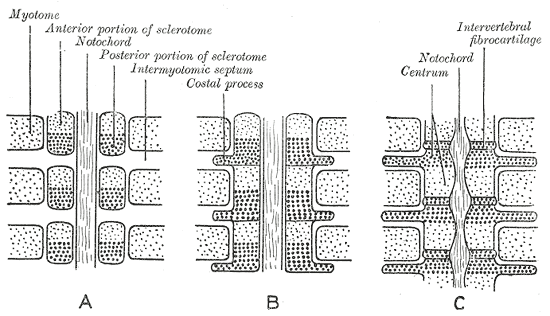 Myotome
Anterior portion of sclerotome
Notochord
Posterior portion of sclerotome
Intermyotomic septum
Costal process
Intervertebral
fibrocartilage
Notochord
Centrum
A
B
C